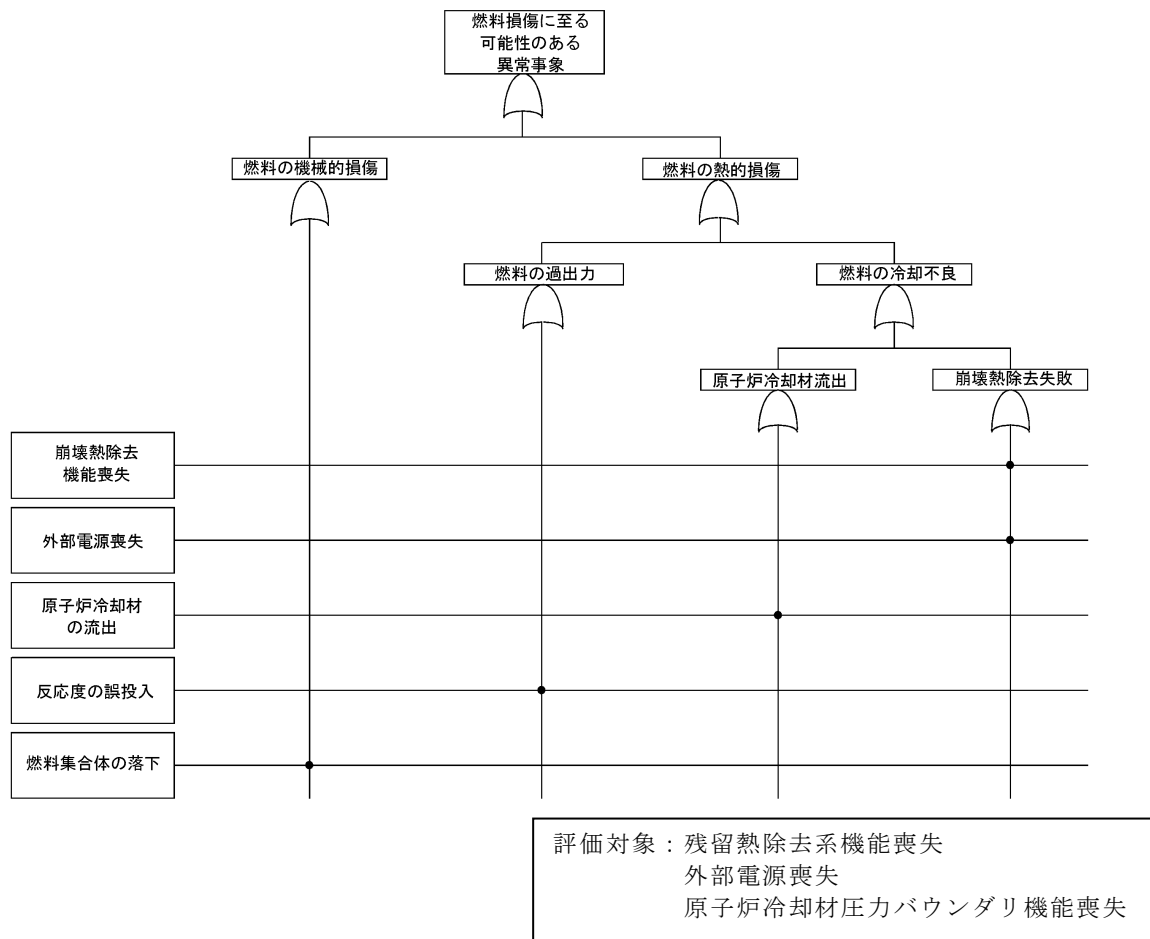 燃料損傷に至る
可能性のある
異常事象
燃料の機械的損傷
燃料の熱的損傷
燃料の過出力
燃料の冷却不良
原子炉冷却材流出
崩壊熱除去失敗
崩壊熱除去
機能喪失
外部電源喪失
原子炉冷却材
の流出
反応度の誤投入
燃料集合体の落下
評価対象：残留熱除去系機能喪失
外部電源喪失
原子炉冷却材圧力バウンダリ機能喪失